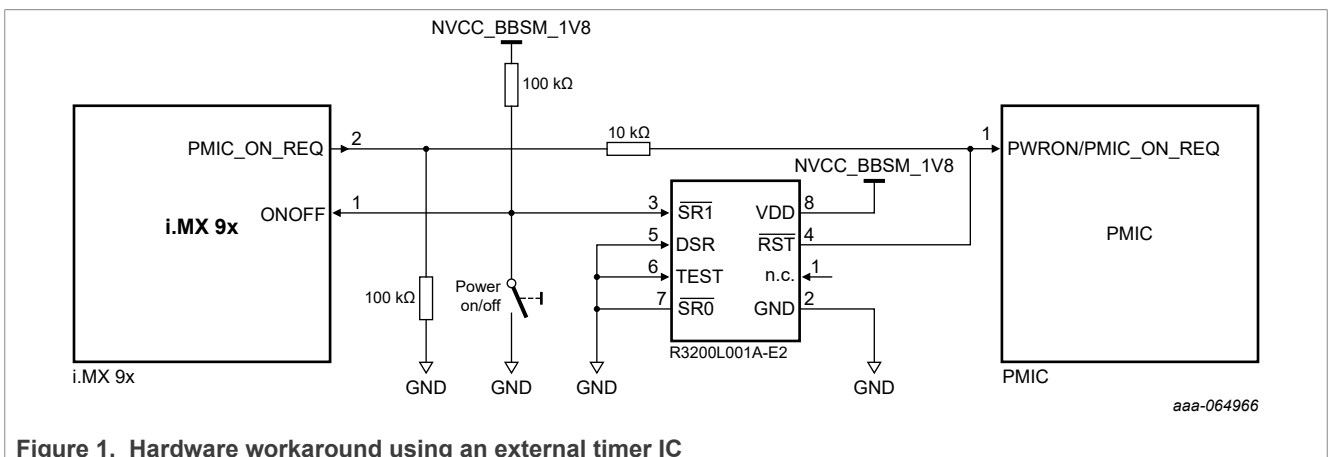 NVCC_BBSM_1V8
100 kΩ
PMIC_ON_REQ 2
10 kΩ
1 PWRON/PMIC_ON_REQ
NVCC_BBSM_1V8
ONOFF 1
i.MX 9x
3 SR1
VDD 8
5 DSR
RST 4
PMIC
6 TEST
n.c. 1
100 kΩ
Power
on/off
7 SR0
GND 2
R3200L001A-E2
i.MX 9x
GND
GND
GND
GND
PMIC
aaa-064966
Figure 1. Hardware workaround using an external timer IC